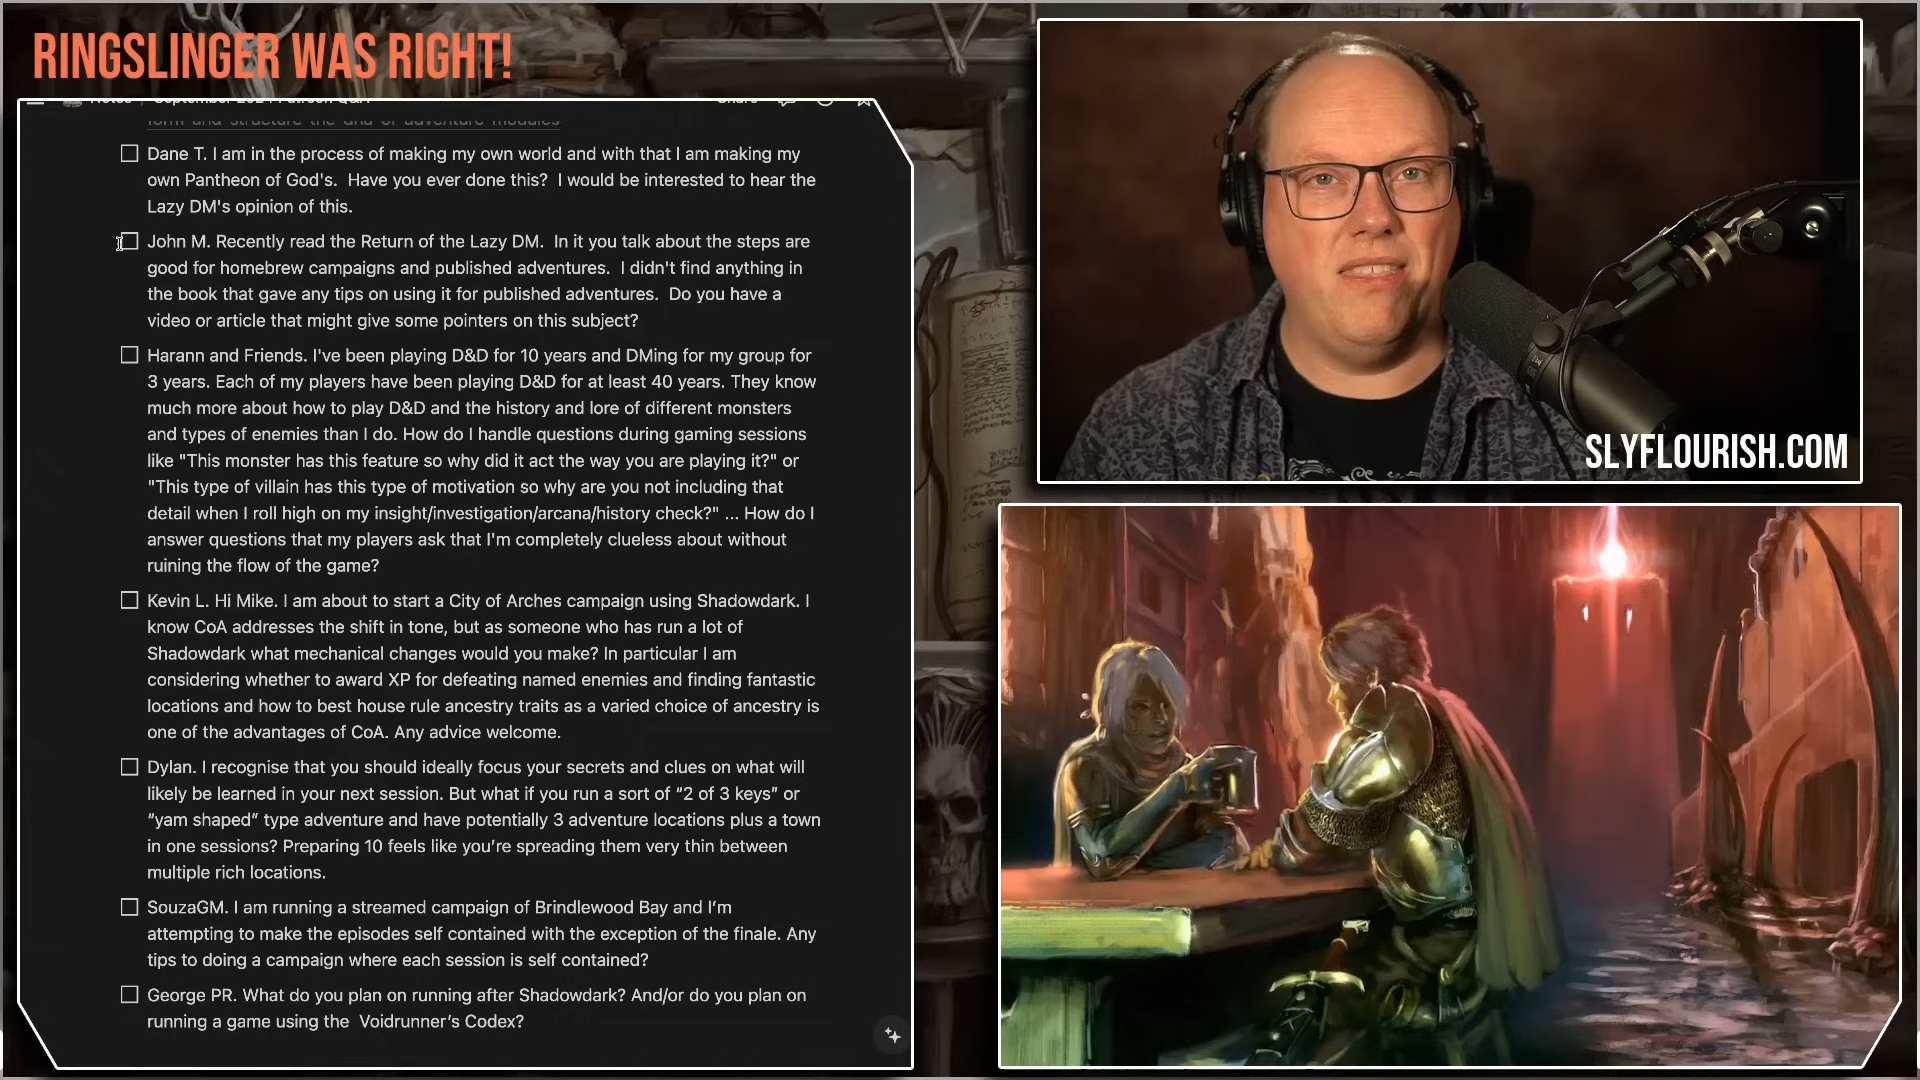 RINGSLINGER WAS RIGHT!
form and structure the and of adventure modules
Dane T. I am in the process of making my own world and with that I am making my
own Pantheon of God's.  Have you ever done this?  I would be interested to hear the
Lazy DM's opinion of this.
John M. Recently read the Return of the Lazy DM.  In it you talk about the steps are
good for homebrew campaigns and published adventures.  I didn't find anything in
the book that gave any tips on using it for published adventures.  Do you have a
video or article that might give some pointers on this subject?
Harann and Friends. I've been playing D&D for 10 years and DMing for my group for
3 years. Each of my players have been playing D&D for at least 40 years. They know
much more about how to play D&D and the history and lore of different monsters
and types of enemies than I do. How do I handle questions during gaming sessions
like "This monster has this feature so why did it act the way you are playing it?" or
"This type of villain has this type of motivation so why are you not including that
detail when I roll high on my insight/investigation/arcana/history check?" ... How do I
answer questions that my players ask that I'm completely clueless about without
ruining the flow of the game?
Kevin L. Hi Mike. I am about to start a City of Arches campaign using Shadowdark. I
know CoA addresses the shift in tone, but as someone who has run a lot of
Shadowdark what mechanical changes would you make? In particular I am
considering whether to award XP for defeating named enemies and finding fantastic
locations and how to best house rule ancestry traits as a varied choice of ancestry is
one of the advantages of CoA. Any advice welcome.
Dylan. I recognise that you should ideally focus your secrets and clues on what will
likely be learned in your next session. But what if you run a sort of “2 of 3 keys” or
“yam shaped” type adventure and have potentially 3 adventure locations plus a town
in one sessions? Preparing 10 feels like you’re spreading them very thin between
multiple rich locations.
SouzaGM. I am running a streamed campaign of Brindlewood Bay and I’m
attempting to make the episodes self contained with the exception of the finale. Any
tips to doing a campaign where each session is self contained?
George PR. What do you plan on running after Shadowdark? And/or do you plan on
running a game using the  Voidrunner’s Codex?
SLYFLOURISH.COM